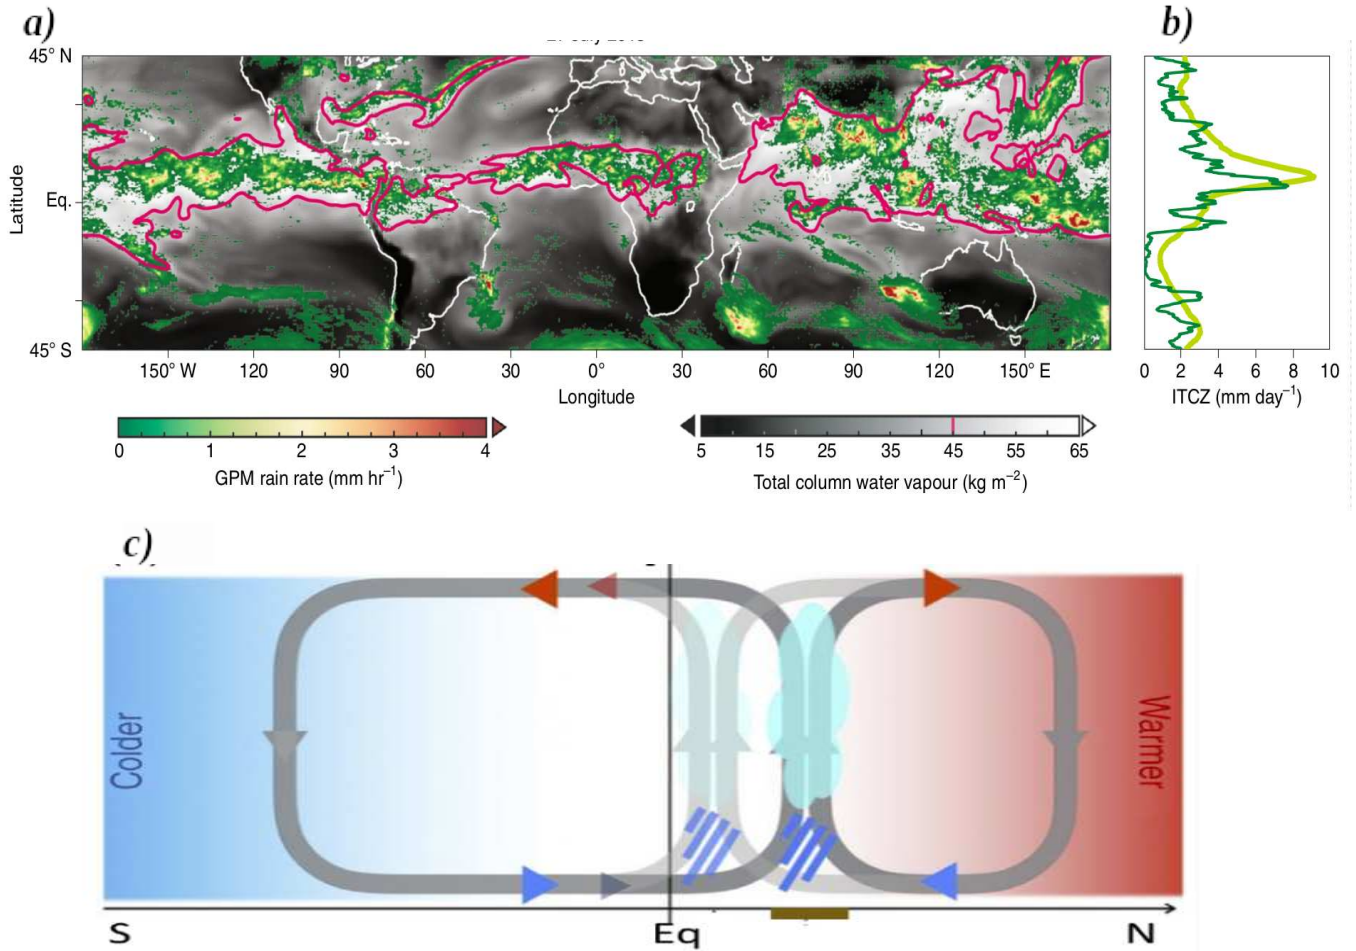 a)
b)
45° N
Eq.
45° S
Latitude
150° W 120 90 60 30 0° 30 60 90 120 150° E
Longitude
0 2 4 6 8 10
ITCZ (mm day−1)
0 1 2 3 4
GPM rain rate (mm hr−1)
5 15 25 35 45 55 65
Total column water vapour (kg m−2)
c)
Colder
Warmer
S Eq N